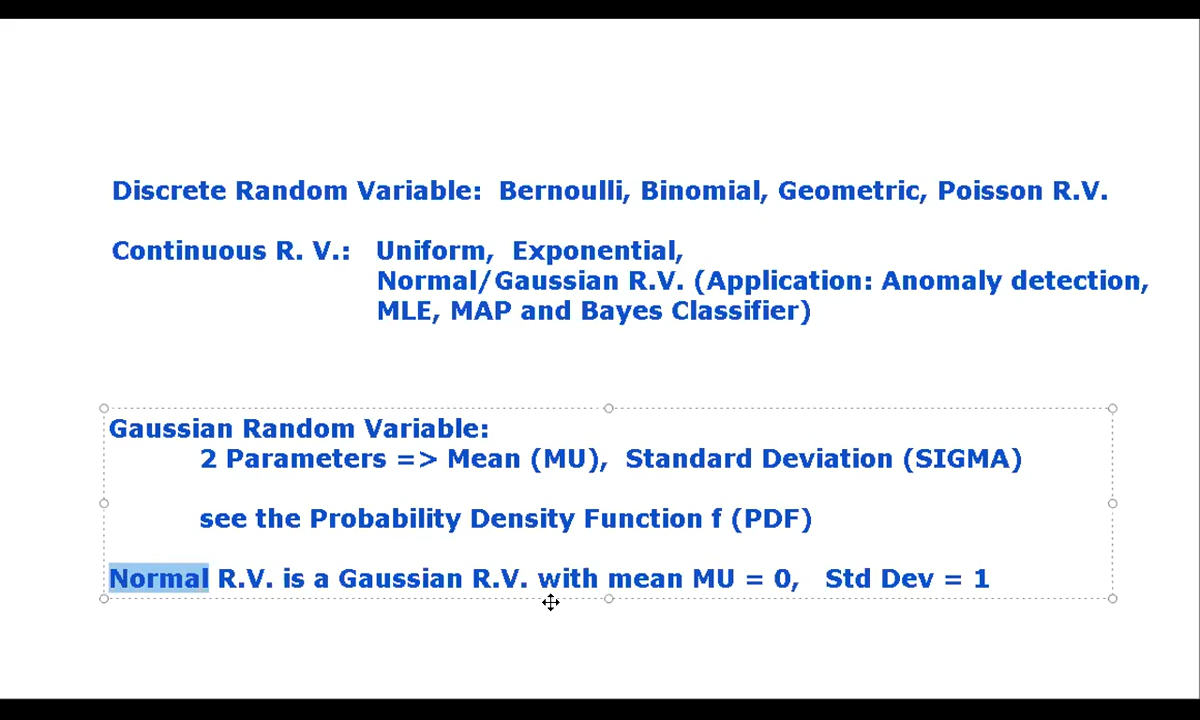 Discrete Random Variable:  Bernoulli, Binomial, Geometric, Poisson R.V.
Continuous R. V.:   Uniform,  Exponential,
Normal/Gaussian R.V. (Application: Anomaly detection,
MLE, MAP and Bayes Classifier)
Gaussian Random Variable:
2 Parameters => Mean (MU),  Standard Deviation (SIGMA)
see the Probability Density Function f (PDF)
Normal R.V. is a Gaussian R.V. with mean MU = 0,   Std Dev = 1